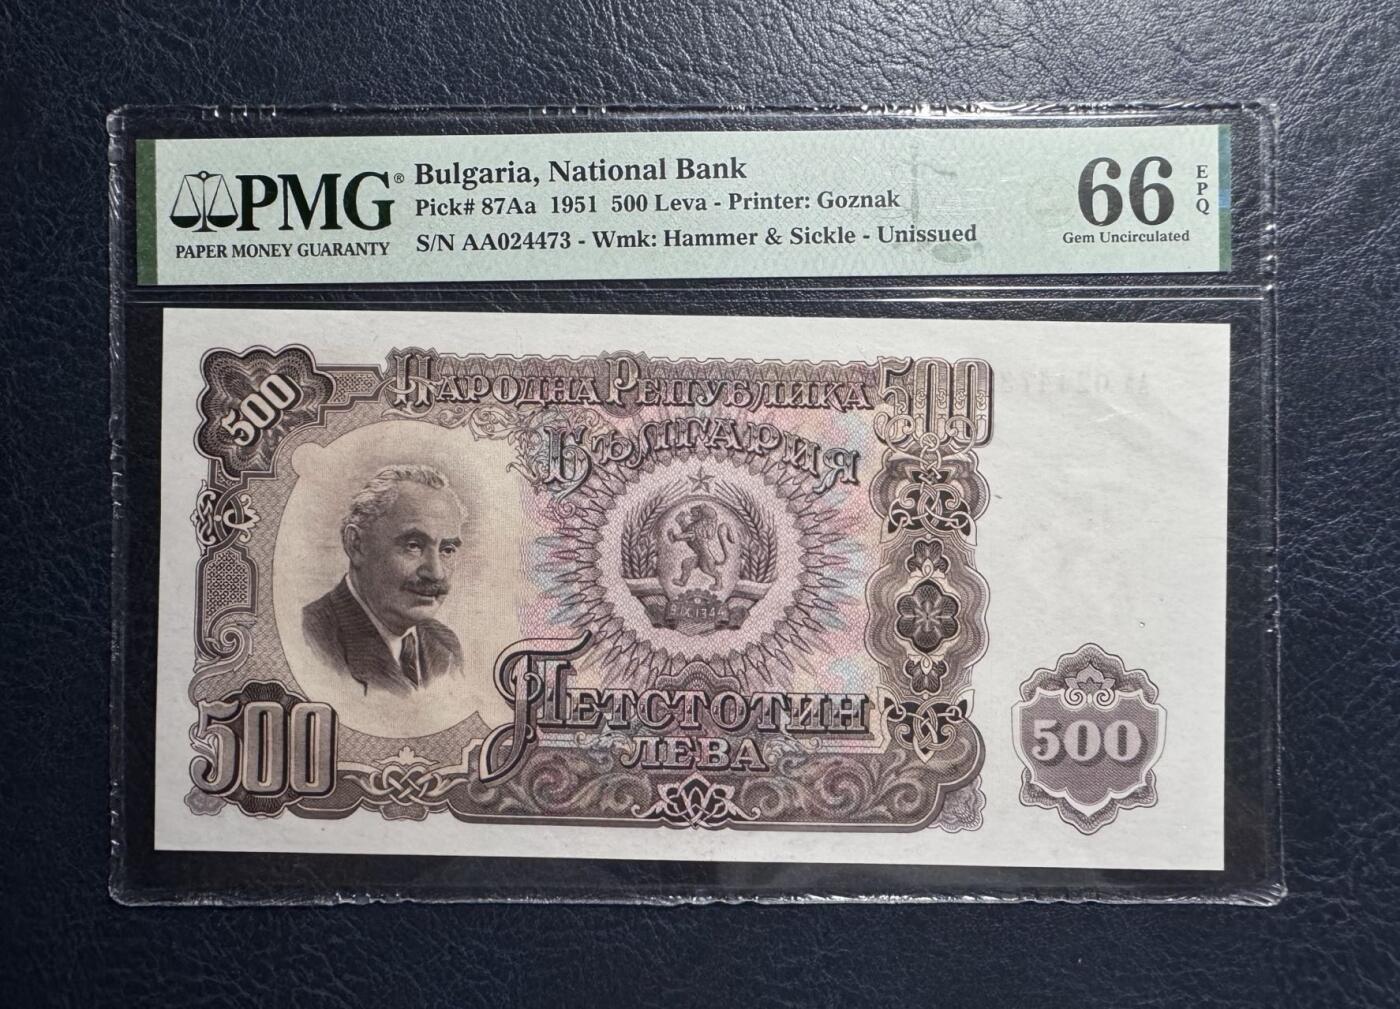 PMG®
PAPER MONEY GUARANTY
Bulgaria, National Bank
Pick# 87Aa 1951 500 Leva - Printer: Goznak
S/N AA024473 - Wmk: Hammer & Sickle - Unissued
66
EPQ
Gem Uncirculated
500
НАРОДНА РЕПУБЛИКА
500
БЪЛГАРИЯ
9.IX.1944
ПЕТСТОТИН
ЛЕВА
500
500